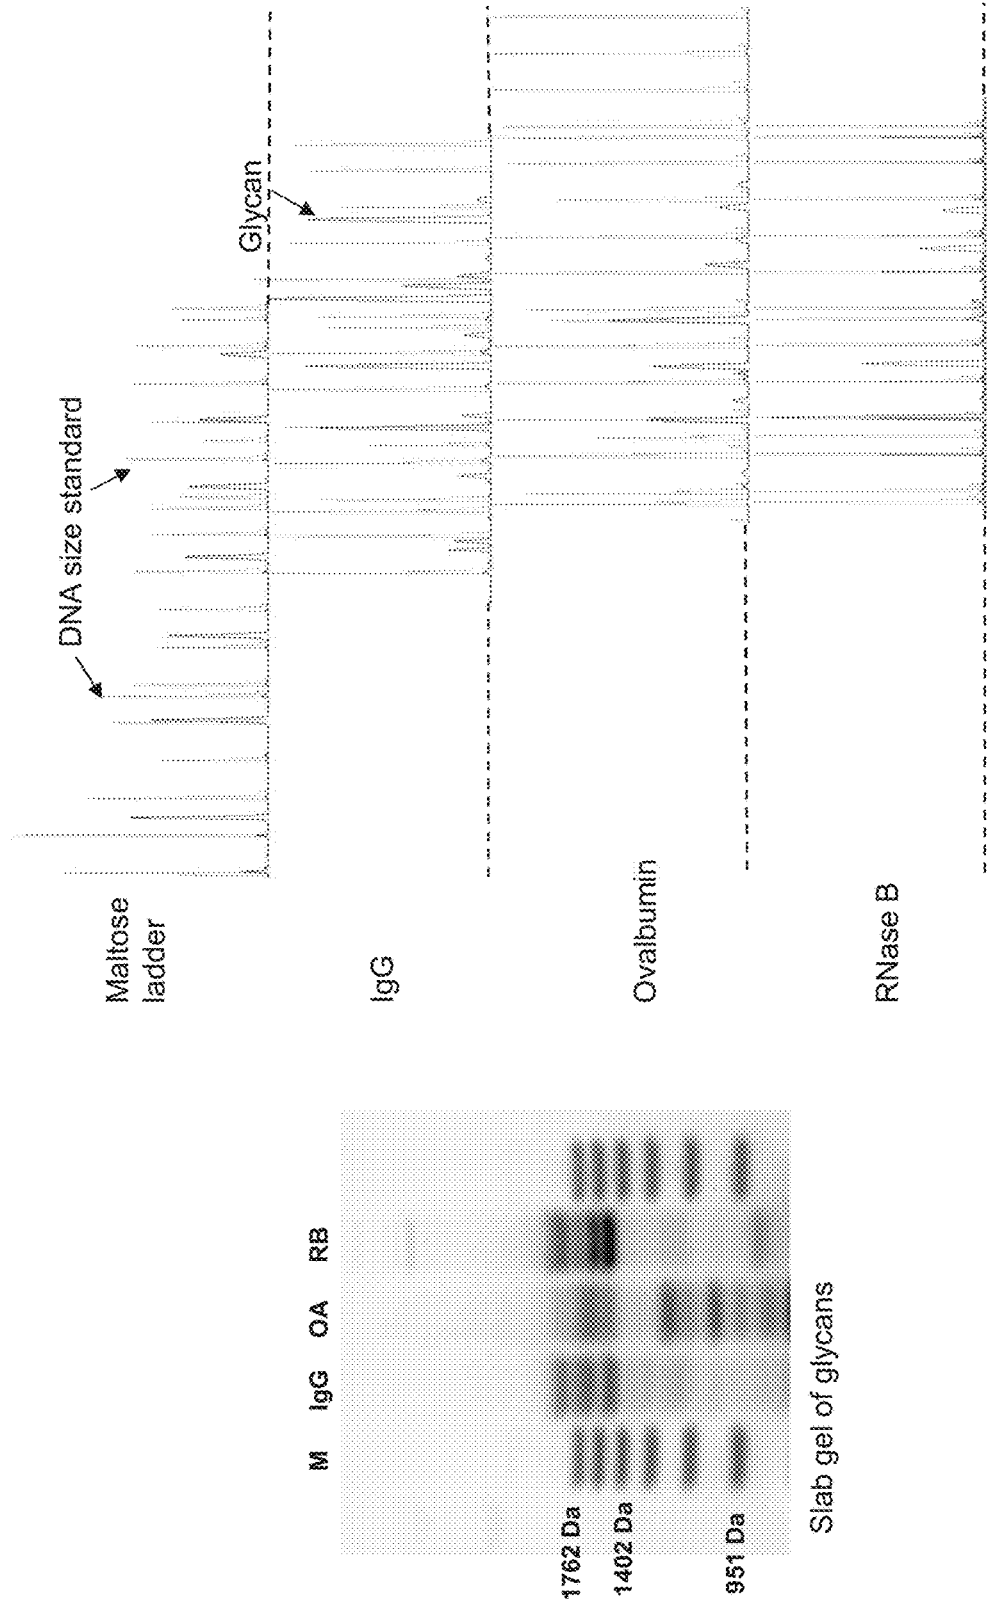 DNA size standard
Glycan
Maltose
ladder
IgG
Ovalbumin
RNase B
M IgG OA RB
1762 Da
1402 Da
951 Da
Slab gel of glycans